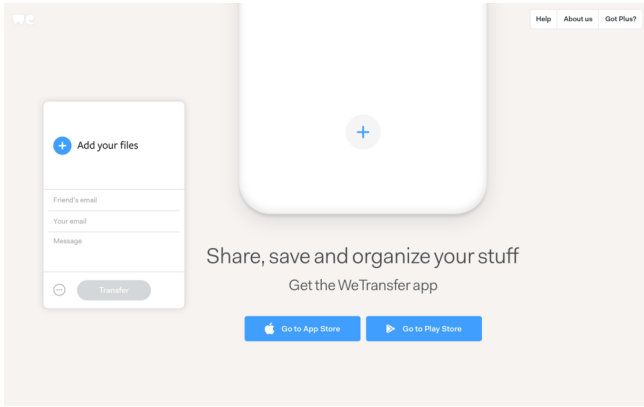 we
Help About us Got Plus?
Add your files
Friend's email
Your email
Message
Transfer
Share, save and organize your stuff
Get the WeTransfer app
Go to App Store Go to Play Store